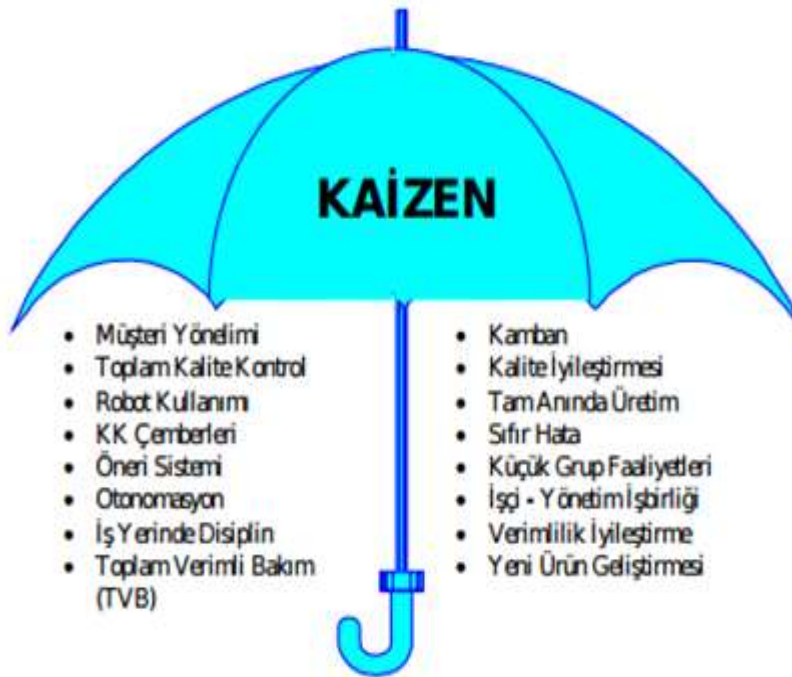 KAİZEN
• Müşteri Yönelimi
• Toplam Kalite Kontrol
• Robot Kullanımı
• KK Çemberleri
• Öneri Sistemi
• Otonomasyon
• İş Yerinde Disiplin
• Toplam Verimli Bakım
(TVB)
• Kamban
• Kalite İyileştirmesi
• Tam Anında Üretim
• Sıfır Hata
• Küçük Grup Faaliyetleri
• İşçi - Yönetim İşbirliği
• Verimlilik İyileştirme
• Yeni Ürün Geliştirmesi